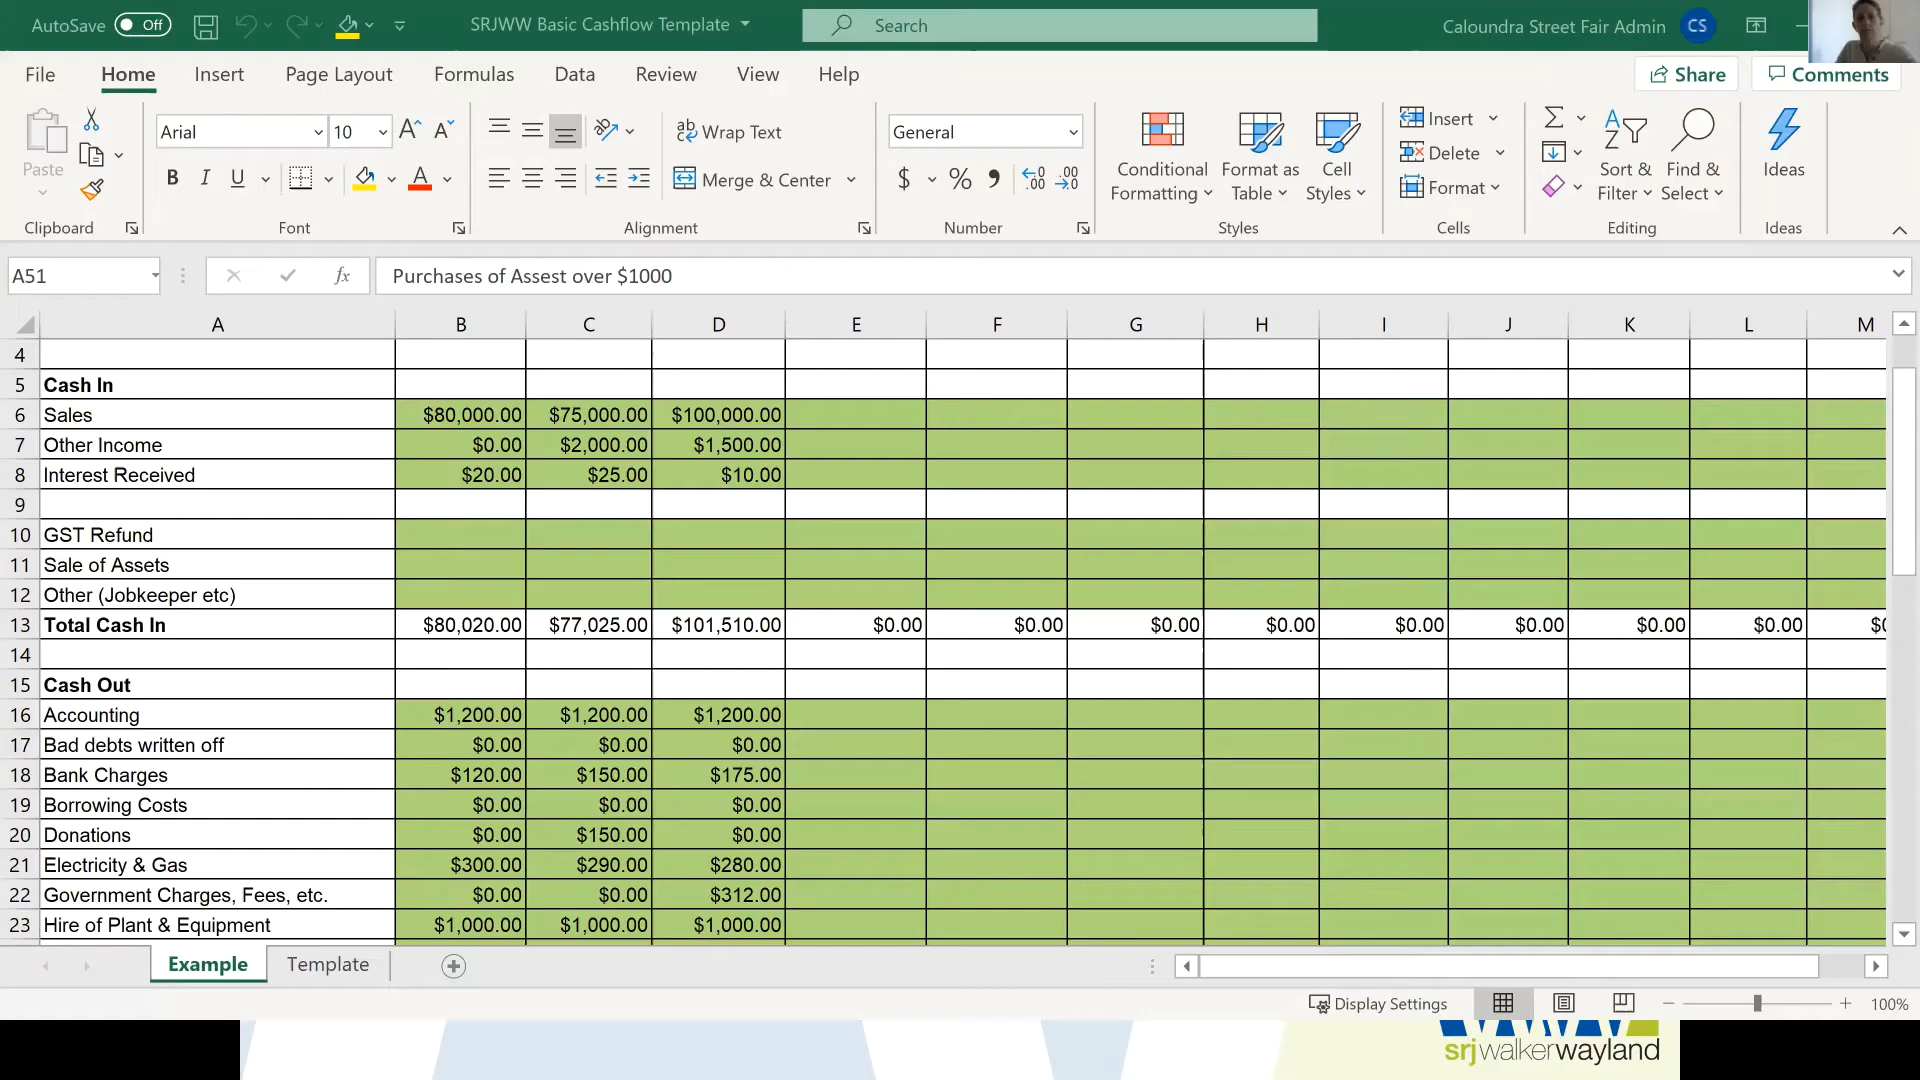 AutoSave Off SRJWW Basic Cashflow Template Search Caloundra Street Fair Admin CS
File Home Insert Page Layout Formulas Data Review View Help Share Comments
Paste Arial 10 B I U Wrap Text Merge & Center General $ % Conditional Formatting Format as Table Cell Styles Insert Delete Format Sort & Filter Find & Select Ideas
Clipboard Font Alignment Number Styles Cells Editing Ideas
A51 fx Purchases of Assest over $1000
A B C D E F G H I J K L M
4
5 Cash In
6 Sales $80,000.00 $75,000.00 $100,000.00
7 Other Income $0.00 $2,000.00 $1,500.00
8 Interest Received $20.00 $25.00 $10.00
9
10 GST Refund
11 Sale of Assets
12 Other (Jobkeeper etc)
13 Total Cash In $80,020.00 $77,025.00 $101,510.00 $0.00 $0.00 $0.00 $0.00 $0.00 $0.00 $0.00 $0.00
14
15 Cash Out
16 Accounting $1,200.00 $1,200.00 $1,200.00
17 Bad debts written off $0.00 $0.00 $0.00
18 Bank Charges $120.00 $150.00 $175.00
19 Borrowing Costs $0.00 $0.00 $0.00
20 Donations $0.00 $150.00 $0.00
21 Electricity & Gas $300.00 $290.00 $280.00
22 Government Charges, Fees, etc. $0.00 $0.00 $312.00
23 Hire of Plant & Equipment $1,000.00 $1,000.00 $1,000.00
Example Template
Display Settings 100%
srjwalkerwayland